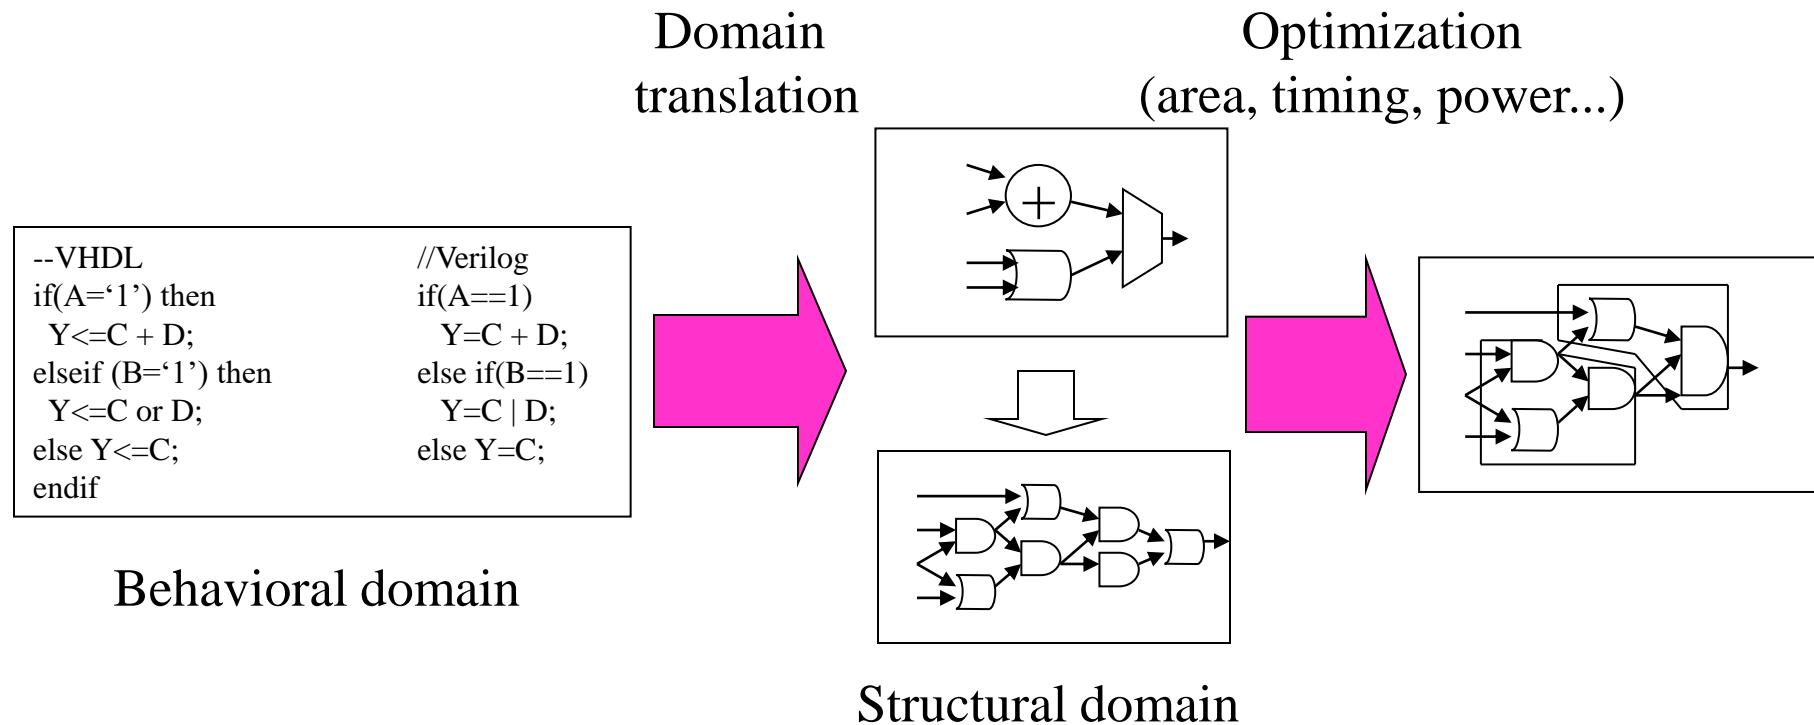 Domain
translation
Optimization
(area, timing, power...)
--VHDL
if(A=‘1’) then
Y<=C + D;
elseif (B=‘1’) then
Y<=C or D;
else Y<=C;
endif
//Verilog
if(A==1)
Y=C + D;
else if(B==1)
Y=C | D;
else Y=C;
+
Behavioral domain
Structural domain